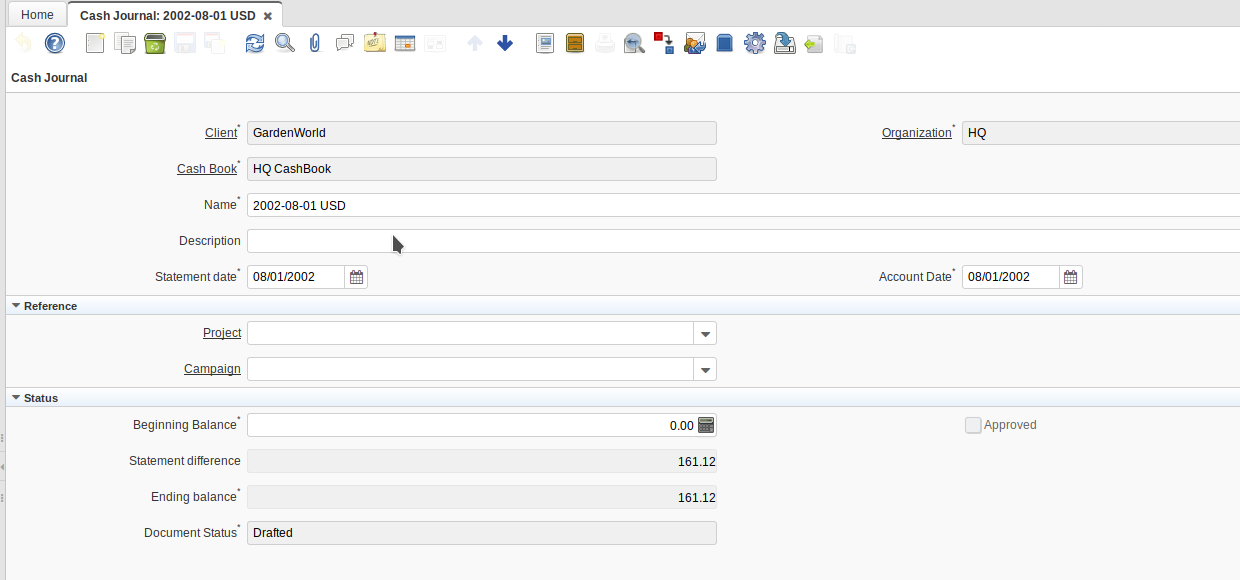 Home
Cash Journal: 2002-08-01 USD
Cash Journal
Client* GardenWorld Organization* HQ
Cash Book* HQ CashBook
Name* 2002-08-01 USD
Description
Statement date* 08/01/2002 Account Date* 08/01/2002
Reference
Project
Campaign
Status
Beginning Balance* 0.00 Approved
Statement difference 161.12
Ending balance* 161.12
Document Status* Drafted